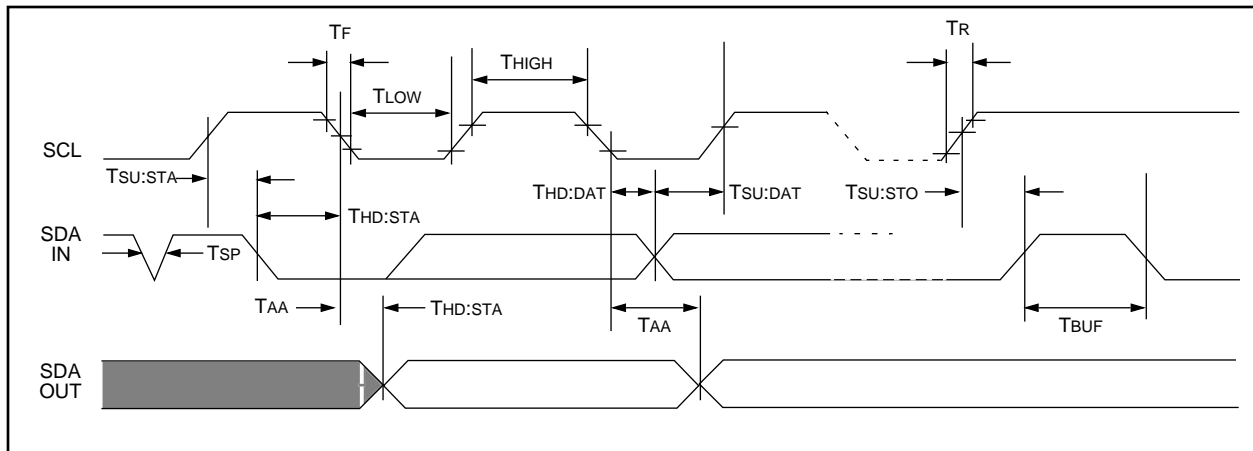 TF
TR
THIGH
TLOW
SCL
TSU:STA
THD:DAT
TSU:DAT
TSU:STO
THD:STA
SDA
IN
TSP
TAA
THD:STA
TAA
TBUF
SDA
OUT